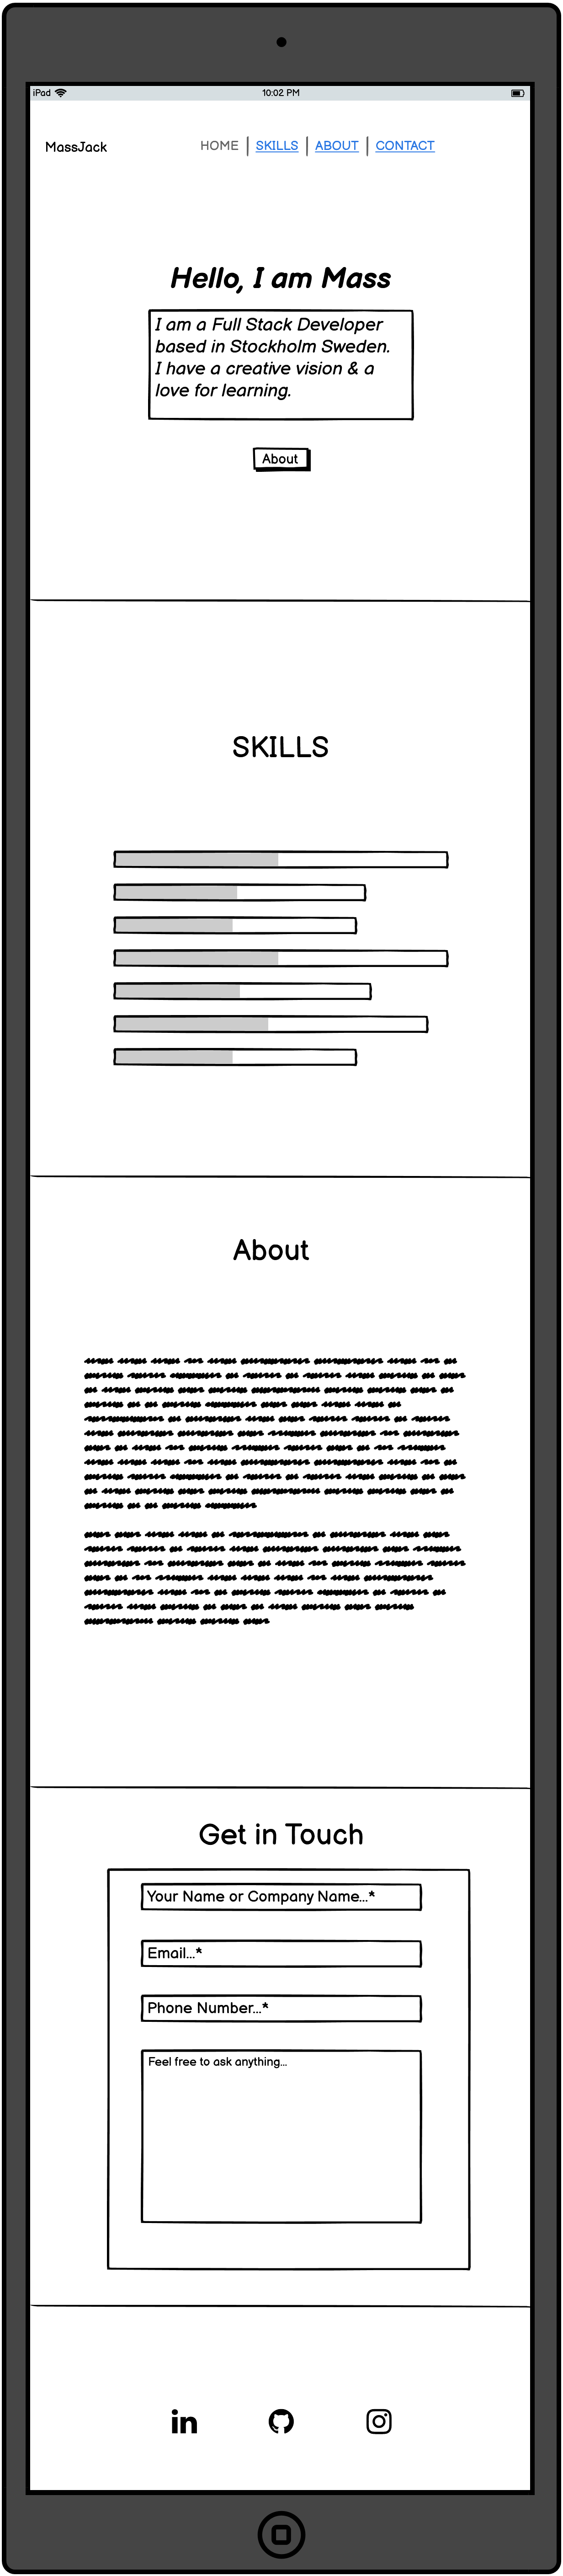 iPad 10:02 PM
MassJack HOME SKILLS ABOUT CONTACT
Hello, I am Mass
I am a Full Stack Developer
based in Stockholm Sweden.
I have a creative vision & a
love for learning.
About
SKILLS
About
Get in Touch
Your Name or Company Name...*
Email...*
Phone Number...*
Feel free to ask anything...
in